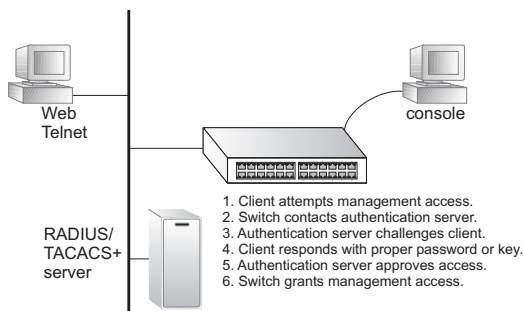 Web
Telnet
console
RADIUS/
TACACS+
server
1. Client attempts management access.
2. Switch contacts authentication server.
3. Authentication server challenges client.
4. Client responds with proper password or key.
5. Authentication server approves access.
6. Switch grants management access.